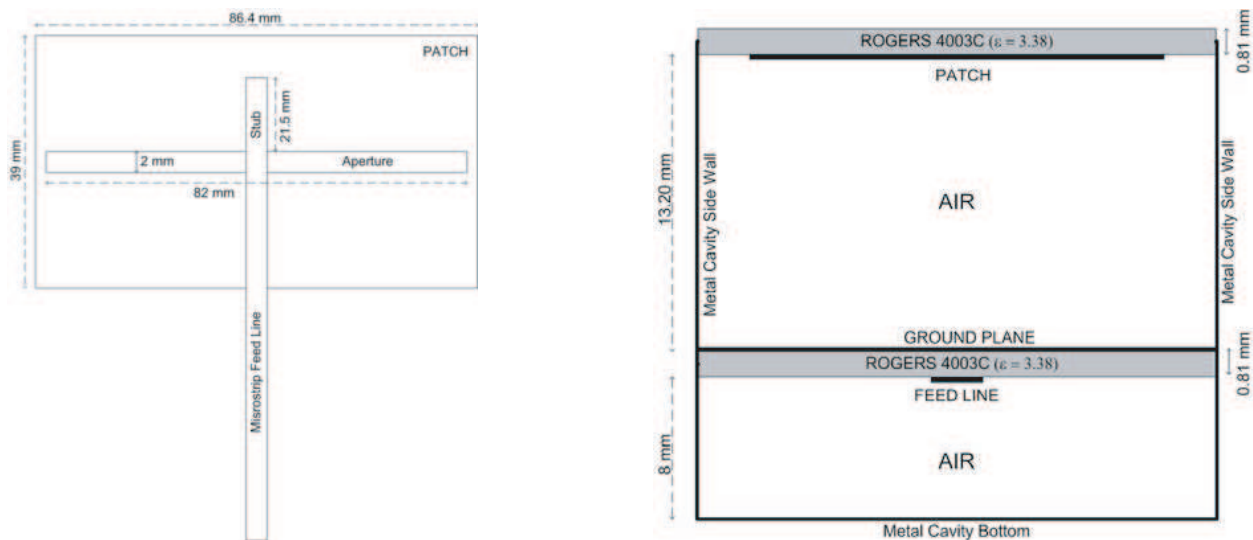 86.4 mm
PATCH
39 mm
Stub
21.5 mm
2 mm
Aperture
82 mm
Misrostrip Feed Line
ROGERS 4003C (ε = 3.38)
0.81 mm
PATCH
Metal Cavity Side Wall
13.20 mm
AIR
Metal Cavity Side Wall
GROUND PLANE
ROGERS 4003C (ε = 3.38)
0.81 mm
FEED LINE
8 mm
AIR
Metal Cavity Bottom